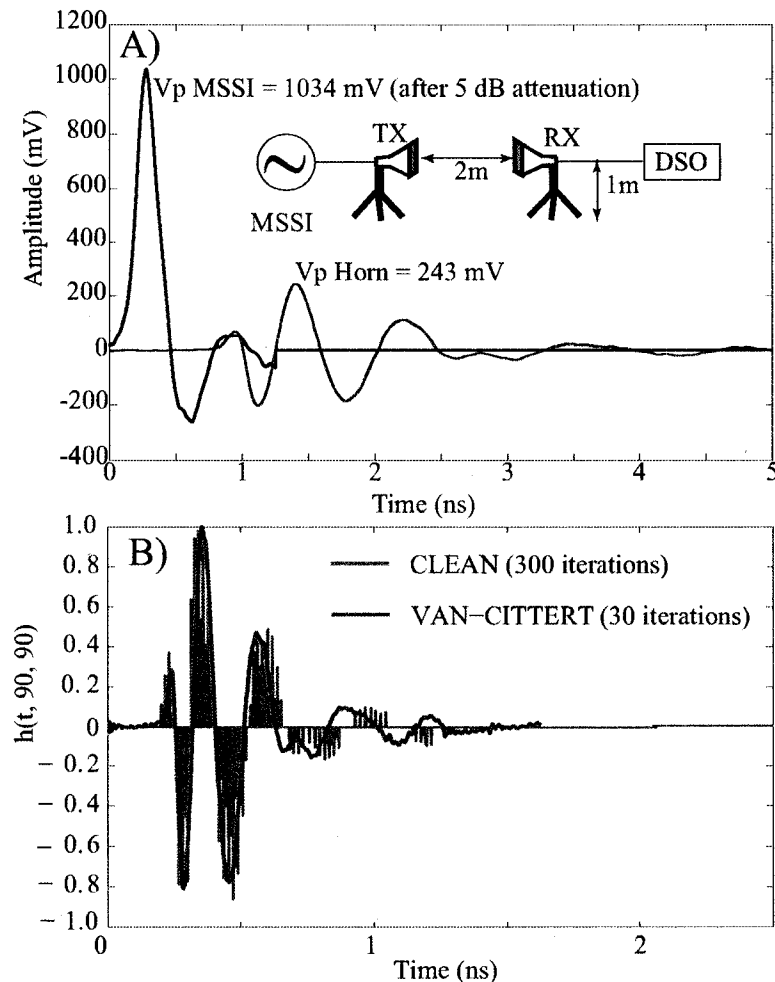 A)
1200
1000
800
600
400
200
0
-200
-400
Amplitude (mV)
Vp MSSI = 1034 mV (after 5 dB attenuation)
TX
RX
2m
1m
DSO
MSSI
Vp Horn = 243 mV
0
1
2
3
4
5
Time (ns)
B)
1.0
0.8
0.6
0.4
0.2
0
− 0.2
− 0.4
− 0.6
− 0.8
− 1.0
h(t, 90, 90)
CLEAN (300 iterations)
VAN−CITTERT (30 iterations)
0
1
2
Time (ns)